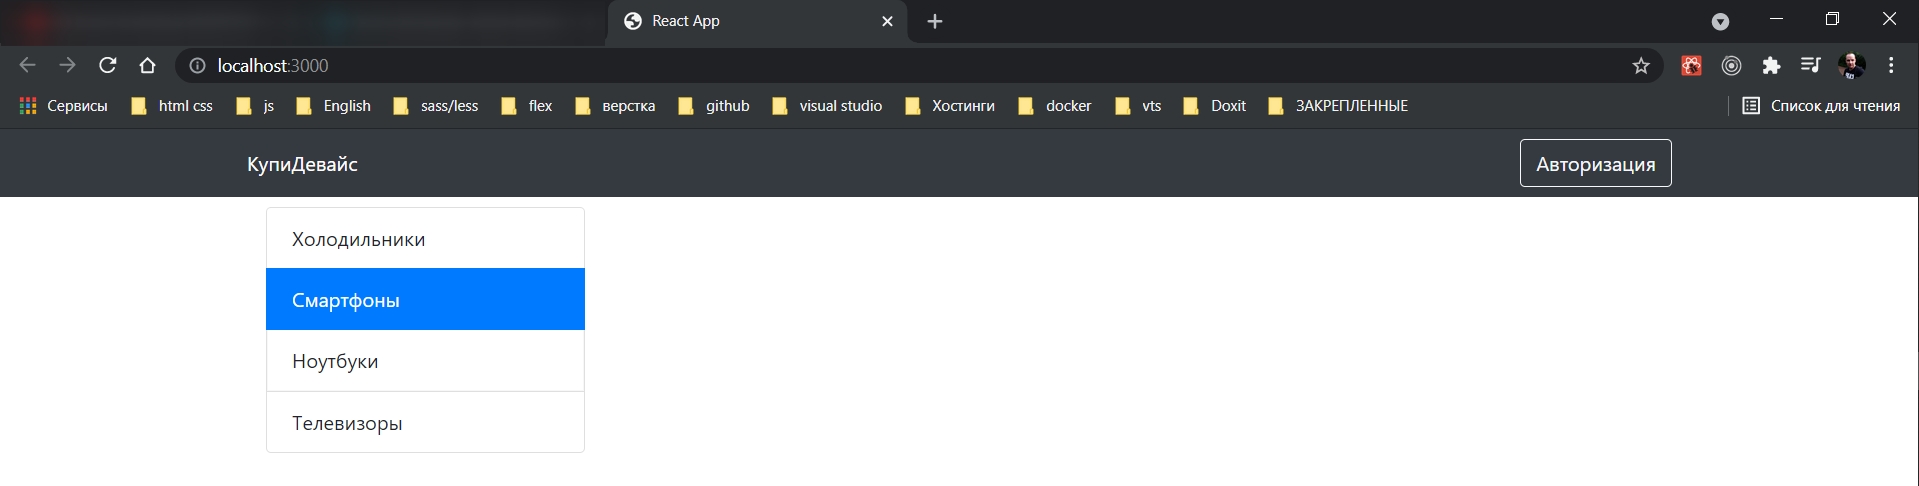 React App
localhost:3000
Сервисы html css js English sass/less flex верстка github visual studio Хостинги docker vts Doxit ЗАКРЕПЛЕННЫЕ Список для чтения
КупиДевайс Авторизация
Холодильники
Смартфоны
Ноутбуки
Телевизоры